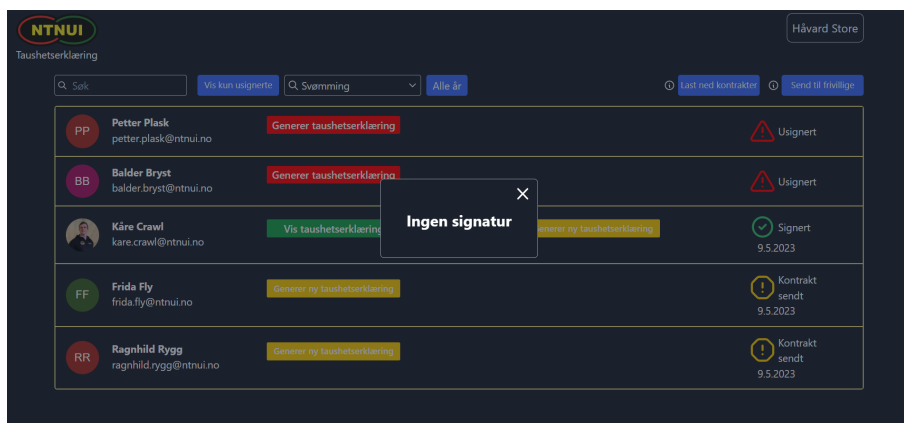 NTNUI
Håvard Store
Taushetserklæring
Søk
Vis kun usignerte
Svømming
Alle år
Last ned kontrakter
Send til frivillige
PP
Petter Plask
petter.plask@ntnui.no
Generer taushetserklæring
Usignert
BB
Balder Bryst
balder.bryst@ntnui.no
Generer taushetserklæring
Usignert
Ingen signatur
Kåre Crawl
kare.crawl@ntnui.no
Vis taushetserklæring
enerer ny taushetserklæring
Signert
9.5.2023
FF
Frida Fly
frida.fly@ntnui.no
Generer ny taushetserklæring
Kontrakt
sendt
9.5.2023
RR
Ragnhild Rygg
ragnhild.rygg@ntnui.no
Generer ny taushetserklæring
Kontrakt
sendt
9.5.2023